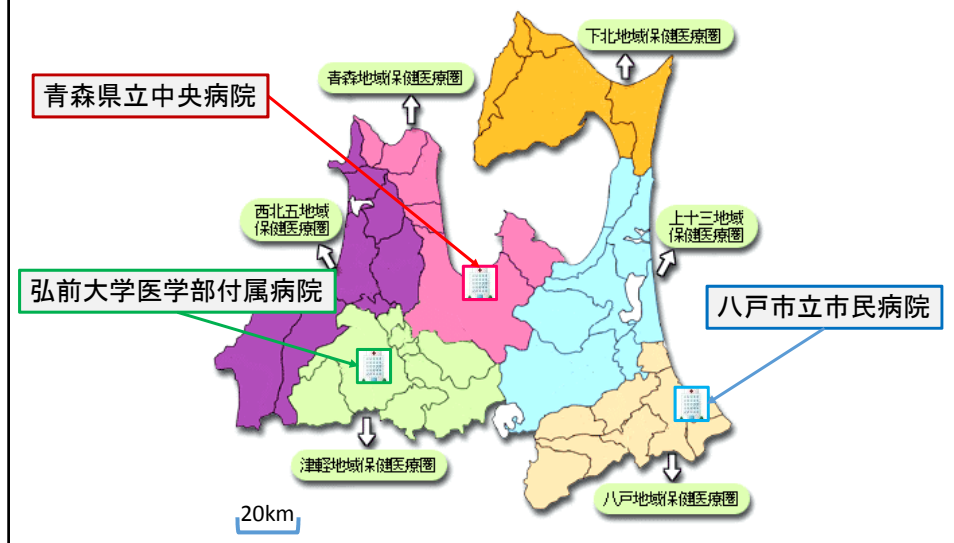 下北地域保健医療圏
青森地域保健医療圏
青森県立中央病院
西北五地域
保健医療圏
上十三地域
保健医療圏
弘前大学医学部付属病院
八戸市立市民病院
津軽地域保健医療圏
八戸地域保健医療圏
20km